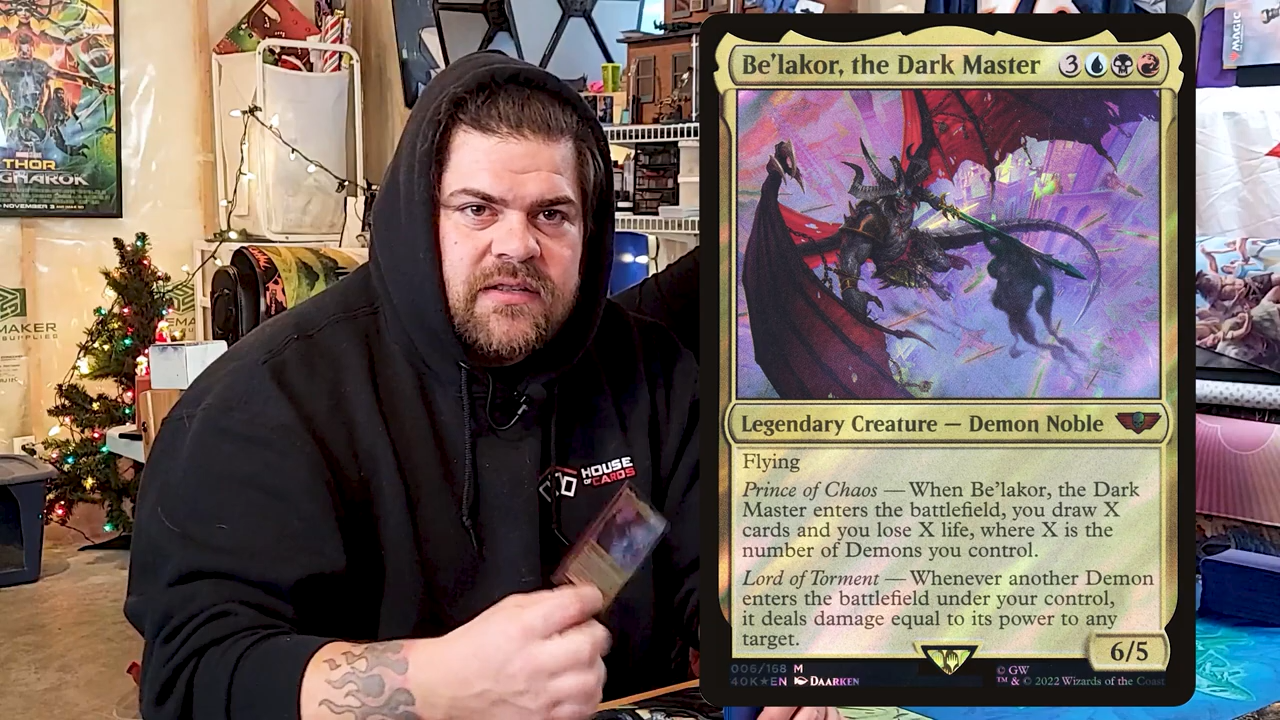 THOR
NOVEMBER 3
MAKER
SUPPLIES
HOUSE
OF CARDS
MAGIC
Be'lakor, the Dark Master 3
Legendary Creature — Demon Noble
Flying
Prince of Chaos — When Be'lakor, the Dark
Master enters the battlefield, you draw X
cards and you lose X life, where X is the
number of Demons you control.
Lord of Torment — Whenever another Demon
enters the battlefield under your control,
it deals damage equal to its power to any
target.
6/5
006/168 M
40K★EN DAARKEN
© GW
™ & © 2022 Wizards of the Coast